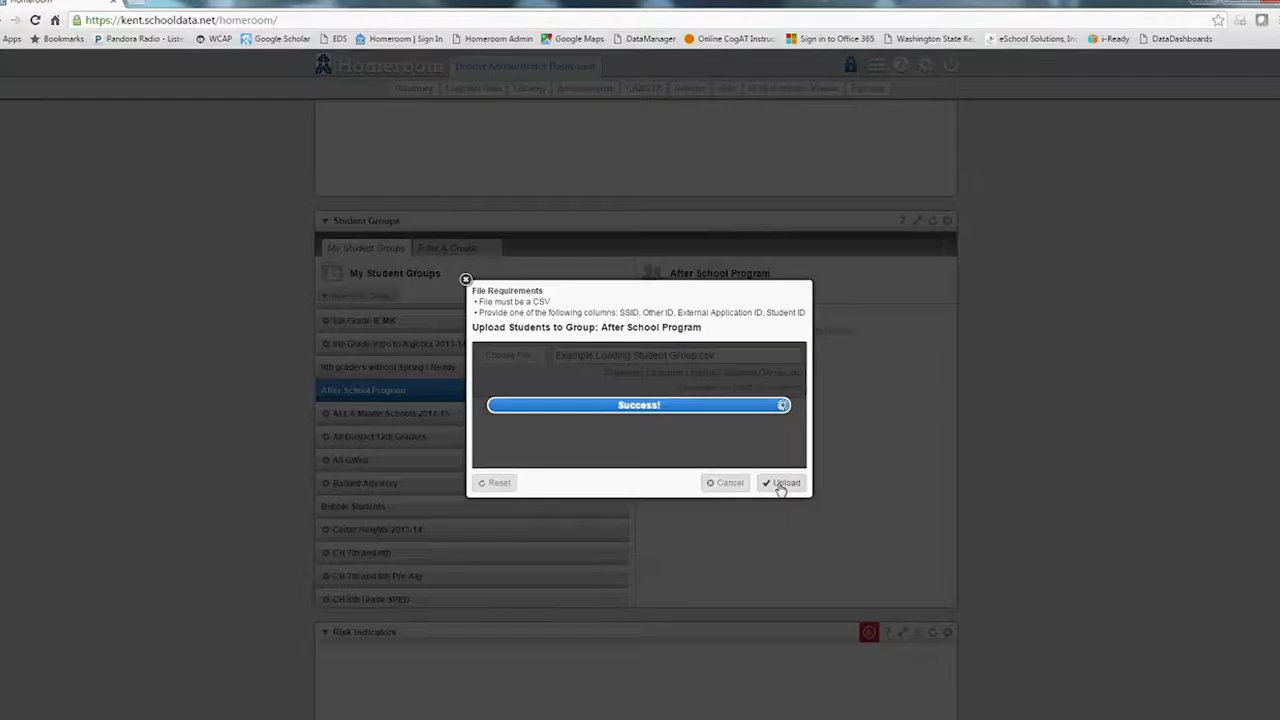 Homeroom
https://kent.schooldata.net/homeroom/
Apps Bookmarks Pandora Radio - Liste WCAP Google Scholar EDS Homeroom | Sign In Homeroom Admin Google Maps DataManager Online CogAT Instruc Sign in to Office 365 Washington State Re eSchool Solutions, Inc i-Ready DataDashboards
Homeroom District Administrator Dashboard
Student Groups
My Student Groups Filter & Create
My Student Groups After School Program
File Requirements
• File must be a CSV
• Provide one of the following columns: SSID, Other ID, External Application ID, Student ID
Upload Students to Group: After School Program
Choose File Example Loading Student Group.csv
Success!
Reset Cancel Upload
8th Grade IE MK
8th Grade Intro to Algebra 2013-14
9th graders without Spring i-Ready
After School Program
ALL 6 Middle Schools 2014-15
All District 12th Graders
All Gifted
Ballard Advisory
Bubble Students
Cedar Heights 2013-14
CH 7th and 8th
CH 7th and 8th Pre Alg
CH 8th Grade SPED
Risk Indicators